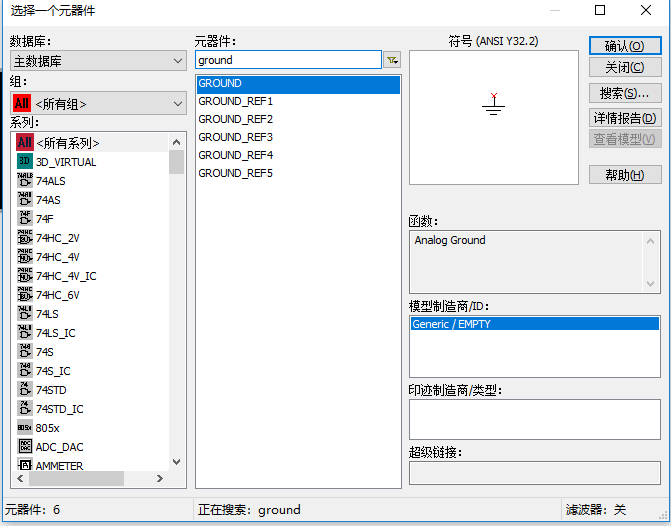 选择一个元器件
数据库:
主数据库
组:
All <所有组>
系列:
All <所有系列>
3D 3D_VIRTUAL
74ALS
74AS
74F
74HC_2V
74HC_4V
74HC_4V_IC
74HC_6V
74LS
74LS_IC
74S
74S_IC
74STD
74STD_IC
805x 805x
ADC_DAC
AMMETER
元器件:
ground
GROUND
GROUND_REF1
GROUND_REF2
GROUND_REF3
GROUND_REF4
GROUND_REF5
符号 (ANSI Y32.2)
函数:
Analog Ground
模型制造商/ID:
Generic / EMPTY
印迹制造商/类型:
超级链接:
确认(O)
关闭(C)
搜索(S)...
详情报告(D)
查看模型(V)
帮助(H)
元器件: 6
正在搜索: ground
滤波器: 关